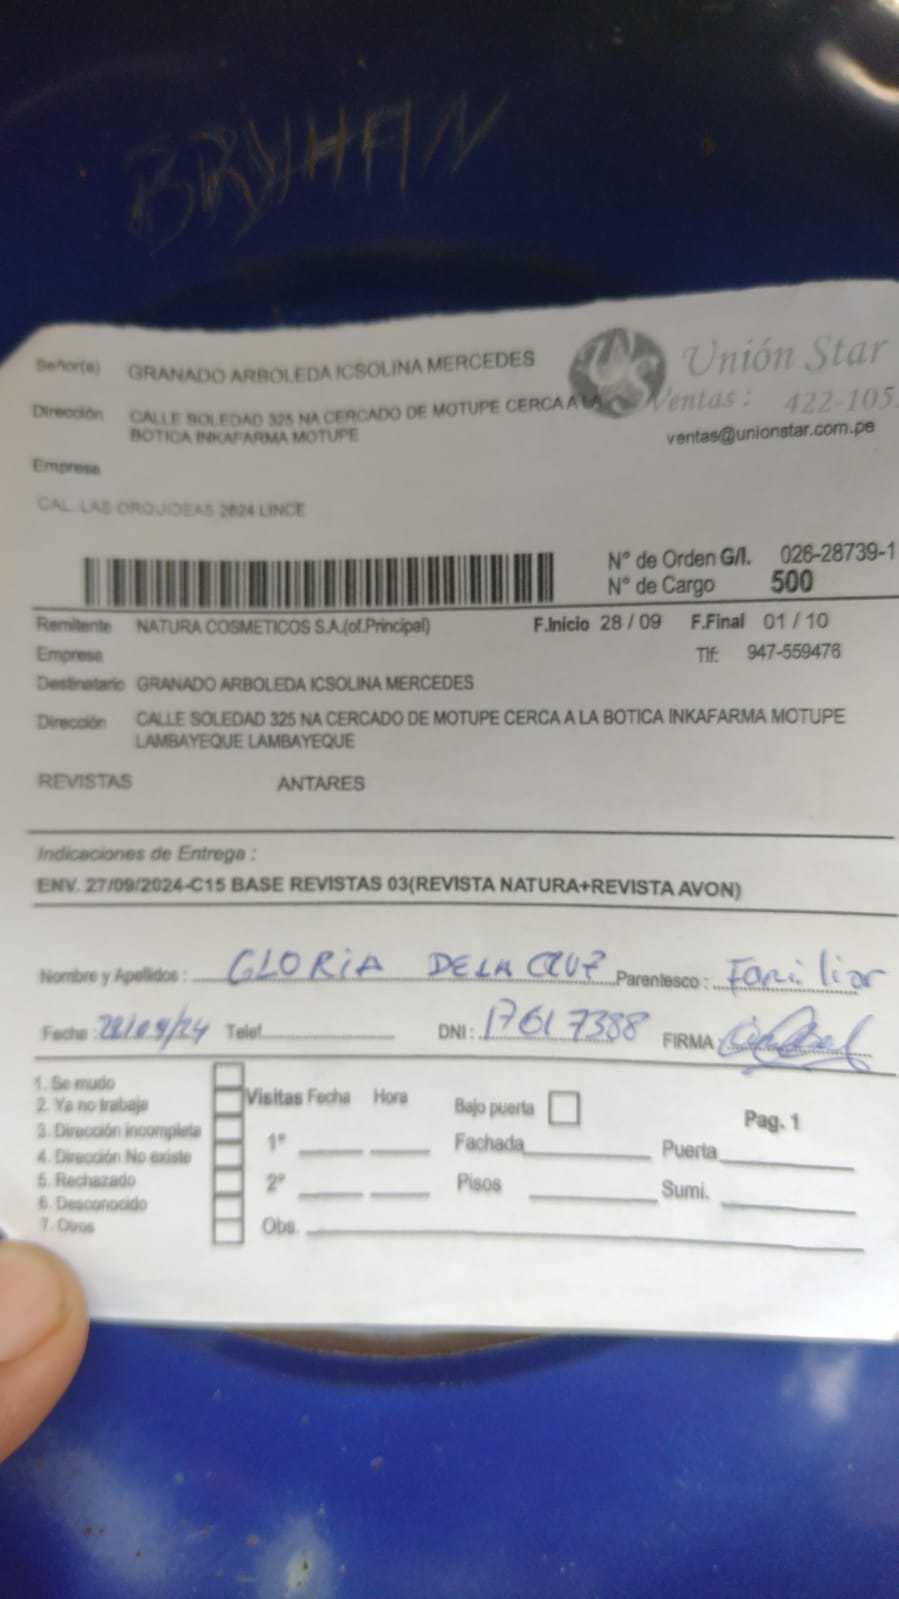 BRYHAN
Señor(a) GRANADO ARBOLEDA ICSOLINA MERCEDES
Unión Star
Dirección CALLE SOLEDAD 325 NA CERCADO DE MOTUPE CERCA A LA
BOTICA INKAFARMA MOTUPE
Ventas: 422-105
ventas@unionstar.com.pe
Empresa
CAL. LAS OROJIDEAS 2624 LINCE
N° de Orden G/I. 026-28739-1
N° de Cargo 500
Remitente NATURA COSMETICOS S.A.(of.Principal) F.Inicio 28 / 09 F.Final 01 / 10
Empresa Tlf: 947-559476
Destinatario GRANADO ARBOLEDA ICSOLINA MERCEDES
Dirección CALLE SOLEDAD 325 NA CERCADO DE MOTUPE CERCA A LA BOTICA INKAFARMA MOTUPE
LAMBAYEQUE LAMBAYEQUE
REVISTAS ANTARES
Indicaciones de Entrega :
ENV. 27/09/2024-C15 BASE REVISTAS 03(REVISTA NATURA+REVISTA AVON)
Nombre y Apellidos : GLORIA DE LA CRUZ Parentesco : Familiar
Fecha : 28/09/24 Telef. DNI : 17617388 FIRMA
1. Se mudo
2. Ya no trabaja
3. Dirección incompleta
4. Dirección No existe
5. Rechazado
6. Desconocido
7. Otros
Visitas Fecha Hora Bajo puerta Pag. 1
1° Fachada Puerta
2° Pisos Sumi.
Obs.